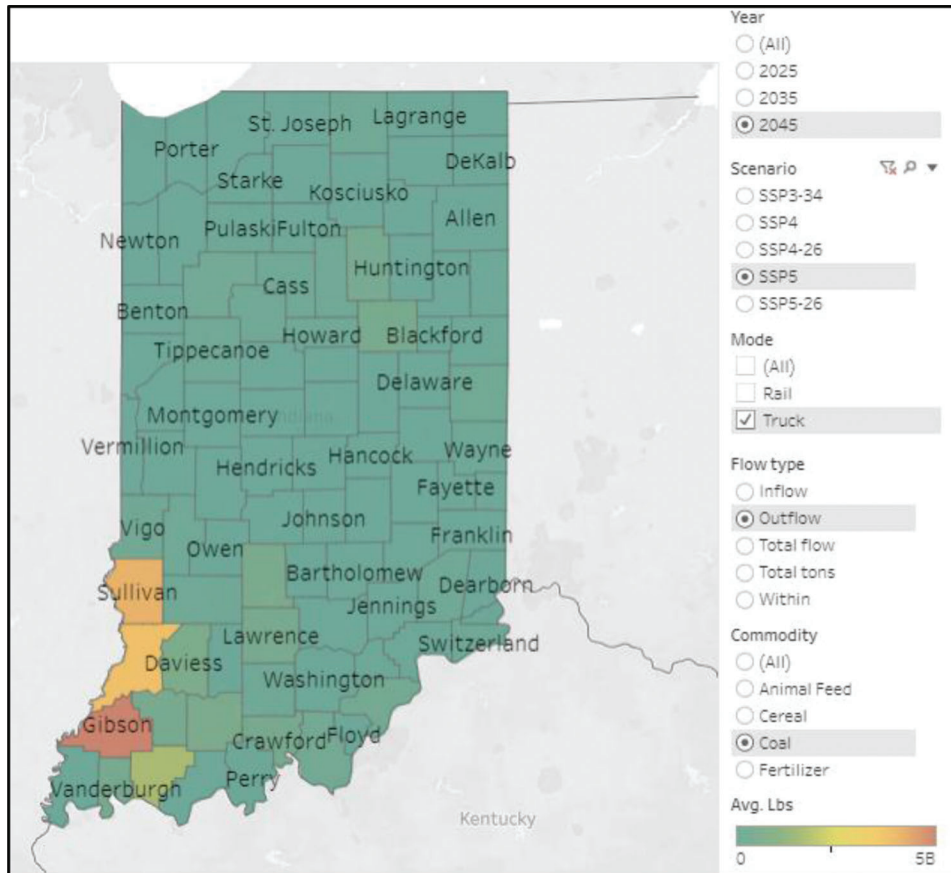 St. Joseph
Lagrange
Porter
DeKalb
Starke
Kosciusko
Allen
Newton
Pulaski
Fulton
Huntington
Cass
Benton
Howard
Blackford
Tippecanoe
Delaware
Montgomery
Indiana
Vermillion
Hancock
Wayne
Hendricks
Fayette
Johnson
Vigo
Franklin
Owen
Bartholomew
Sullivan
Dearborn
Jennings
Lawrence
Switzerland
Daviess
Washington
Gibson
Crawford
Floyd
Vanderburgh
Perry
Kentucky
Year
(All)
2025
2035
2045
Scenario
SSP3-34
SSP4
SSP4-26
SSP5
SSP5-26
Mode
(All)
Rail
Truck
Flow type
Inflow
Outflow
Total flow
Total tons
Within
Commodity
(All)
Animal Feed
Cereal
Coal
Fertilizer
Avg. Lbs
0 5B